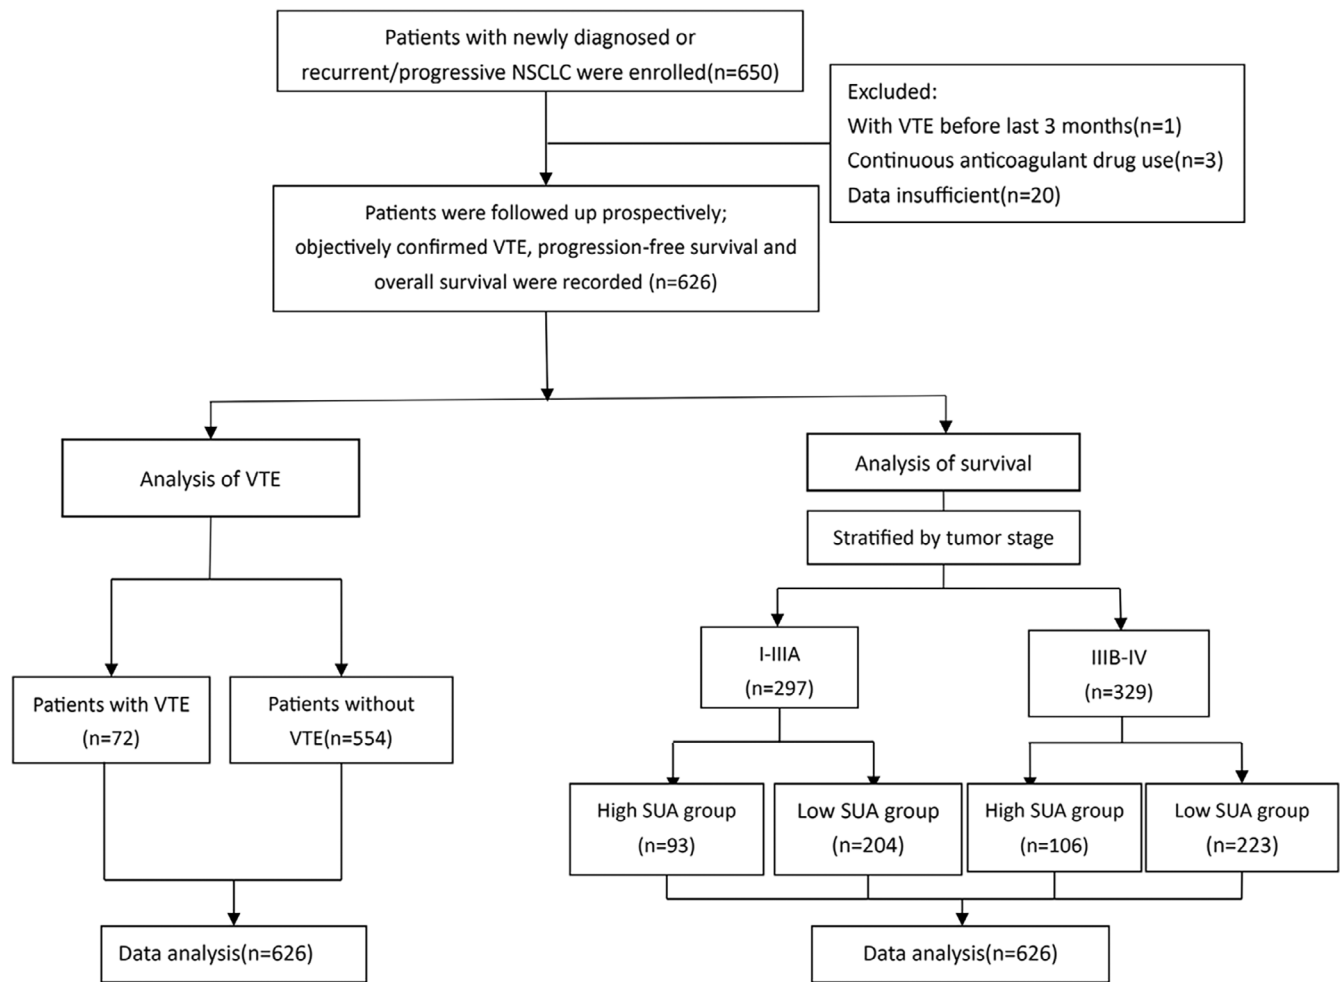 Patients with newly diagnosed or
recurrent/progressive NSCLC were enrolled(n=650)
Excluded:
With VTE before last 3 months(n=1)
Continuous anticoagulant drug use(n=3)
Data insufficient(n=20)
Patients were followed up prospectively;
objectively confirmed VTE, progression-free survival and
overall survival were recorded (n=626)
Analysis of VTE
Patients with VTE
(n=72)
Patients without
VTE(n=554)
Data analysis(n=626)
Analysis of survival
Stratified by tumor stage
I-IIIA
(n=297)
IIIB-IV
(n=329)
High SUA group
(n=93)
Low SUA group
(n=204)
High SUA group
(n=106)
Low SUA group
(n=223)
Data analysis(n=626)